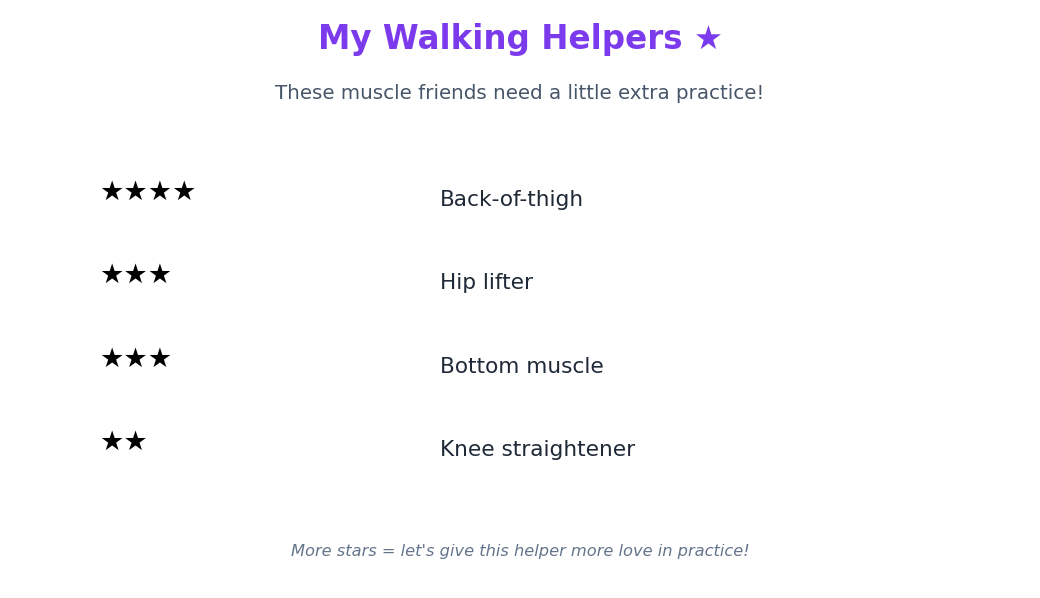 My Walking Helpers ★
These muscle friends need a little extra practice!
★★★★ Back-of-thigh
★★★ Hip lifter
★★★ Bottom muscle
★★ Knee straightener
More stars = let's give this helper more love in practice!